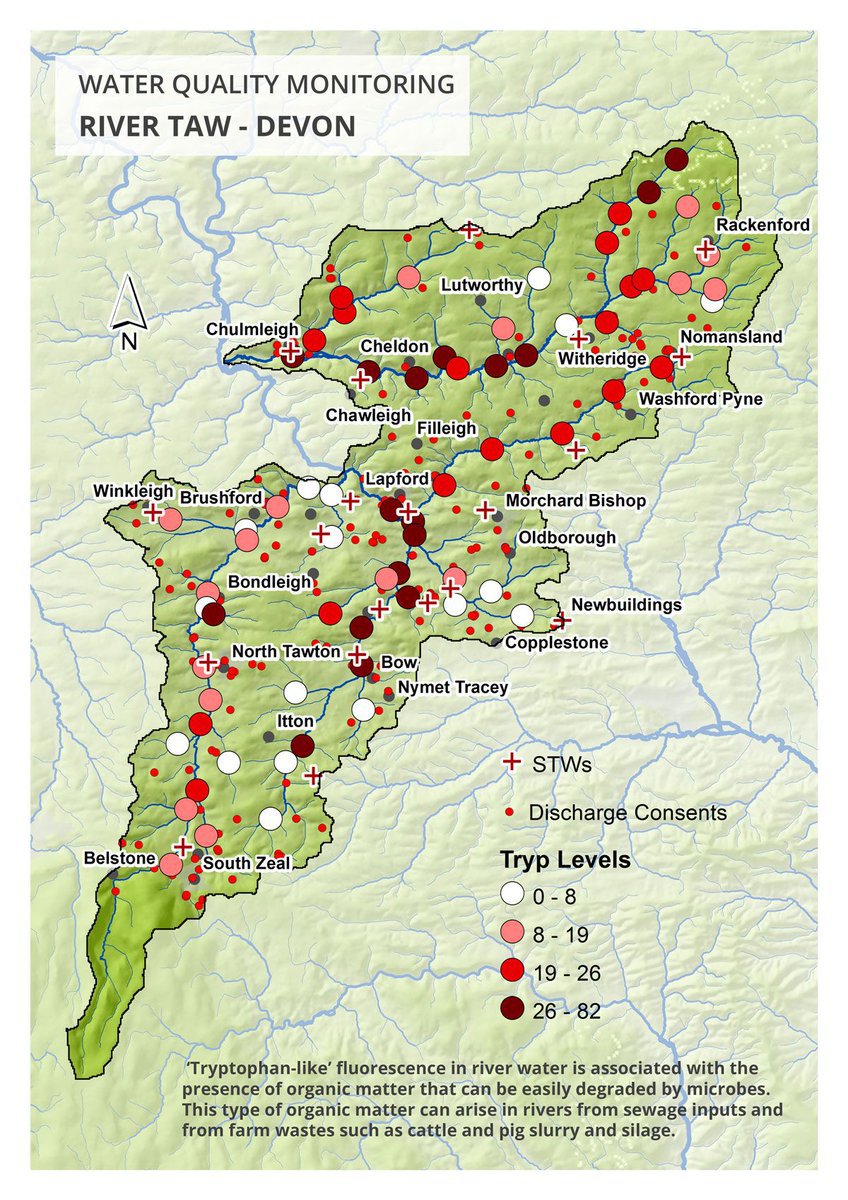 WATER QUALITY MONITORING
RIVER TAW - DEVON
Rackenford
Lutworthy
N
Chulmleigh
Cheldon
Nomansland
Witheridge
Washford Pyne
Chawleigh
Filleigh
Lapford
Winkleigh
Brushford
Morchard Bishop
Oldborough
Bondleigh
Newbuildings
Copplestone
North Tawton
Bow
Nymet Tracey
Itton
STWs
Discharge Consents
Belstone
South Zeal
Tryp Levels
0 - 8
8 - 19
19 - 26
26 - 82
‘Tryptophan-like’ fluorescence in river water is associated with the
presence of organic matter that can be easily degraded by microbes.
This type of organic matter can arise in rivers from sewage inputs and
from farm wastes such as cattle and pig slurry and silage.